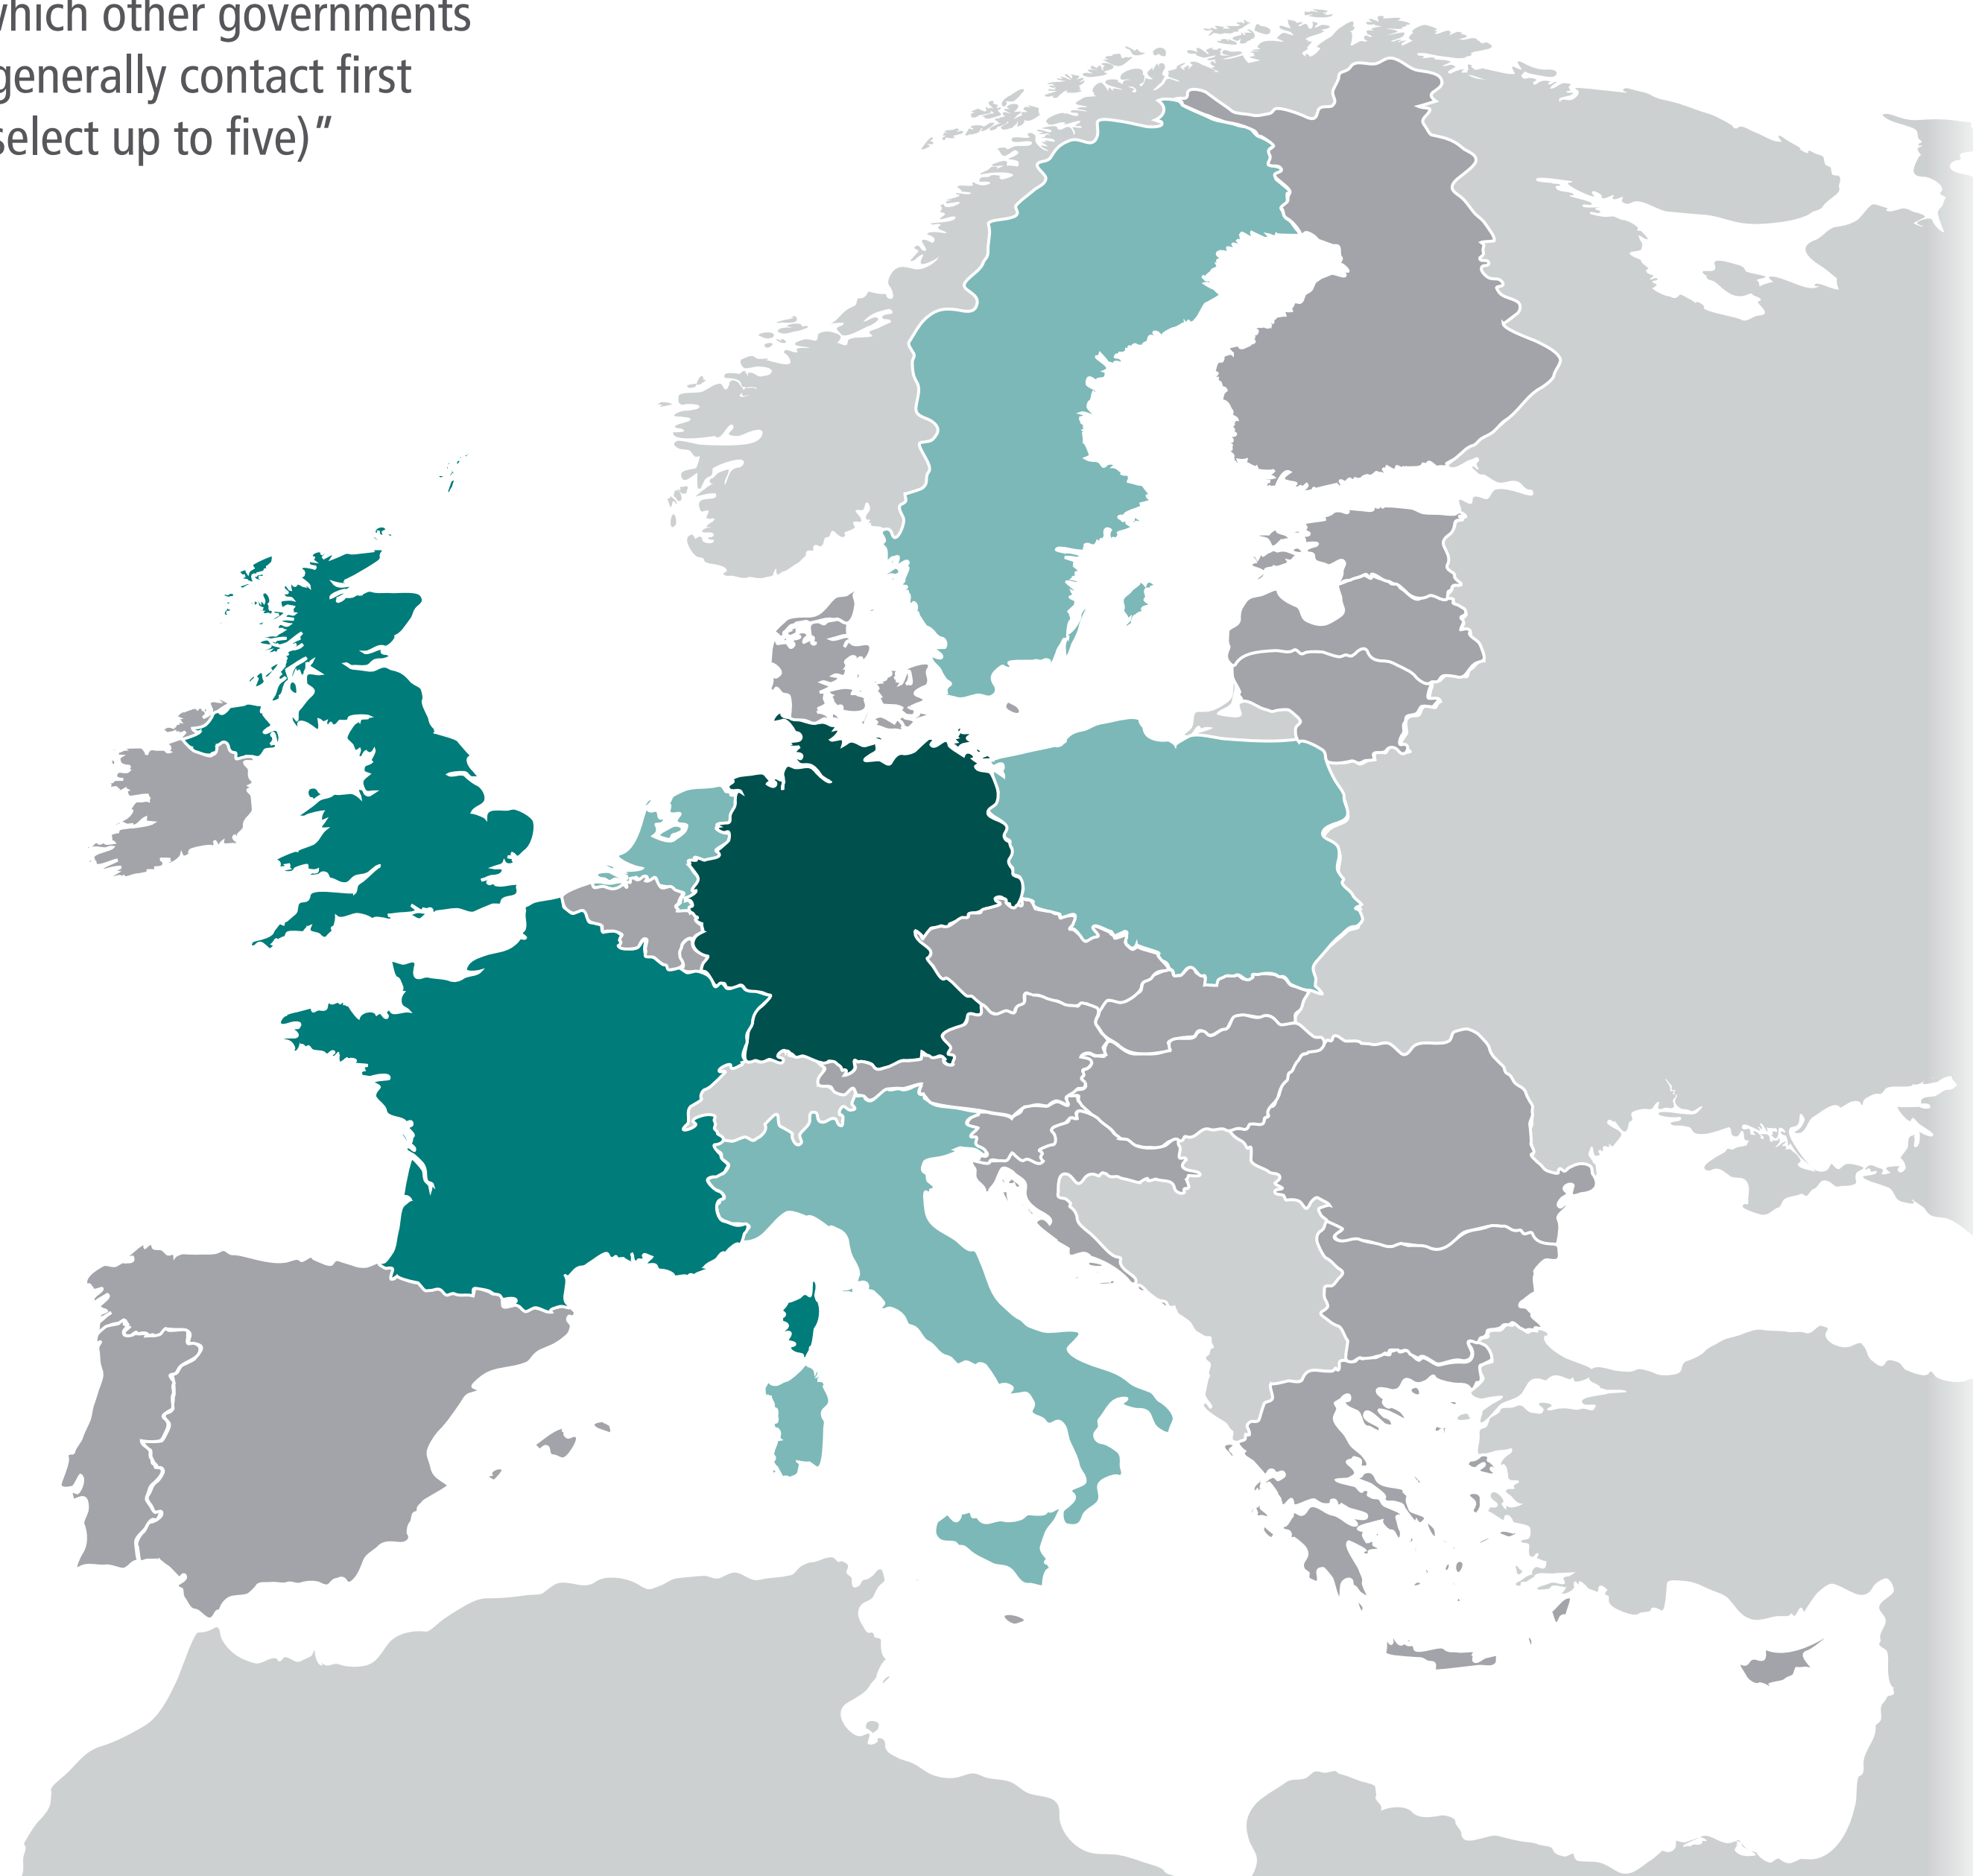 which other governments
generally contact first
select up to five)”